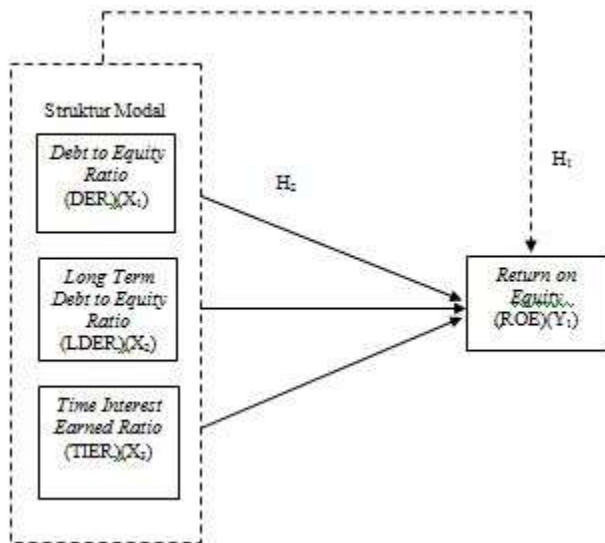 Struktur Modal
Debt to Equity
Ratio
(DER)(X₁)
H₂
H₁
Long Term
Debt to Equity
Ratio
(LDER)(X₂)
Return on
Equity
(ROE)(Y₁)
Time Interest
Earned Ratio
(TIER)(X₃)